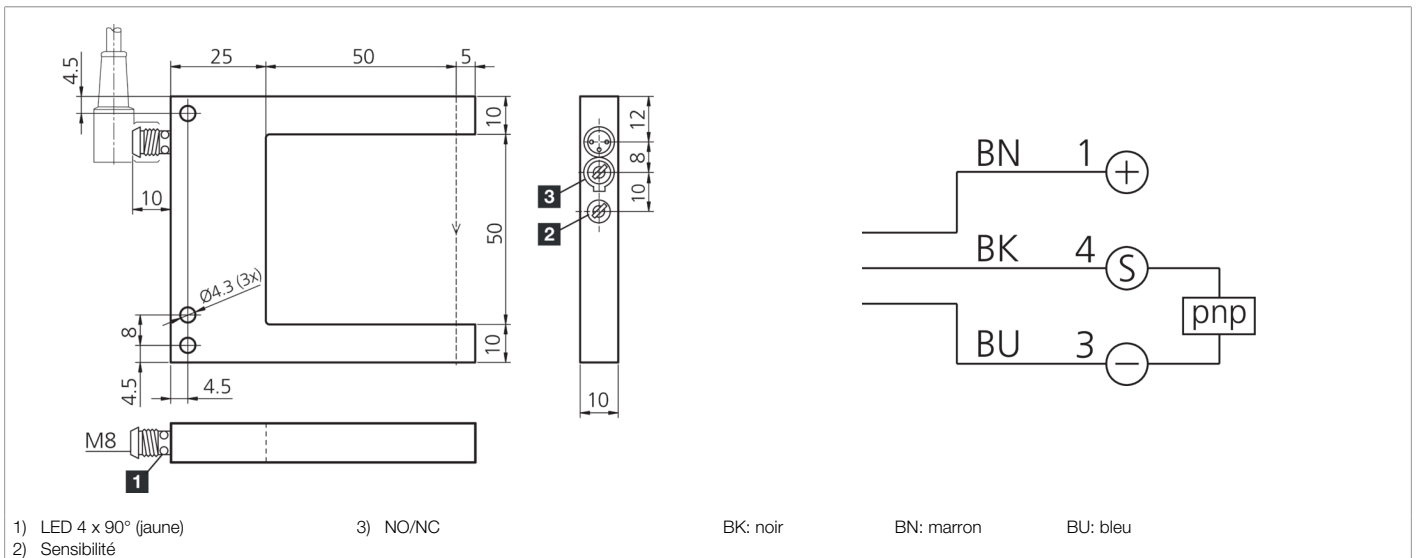 25
50
5
4.5
10
12
8
10
3
2
10
50
Ø4.3 (3x)
8
4.5
4.5
10
10
M8
1
BN 1 +
BK 4 S
pnp
BU 3 −
1) LED 4 x 90° (jaune)
3) NO/NC
BK: noir
BN: marron
BU: bleu
2) Sensibilité